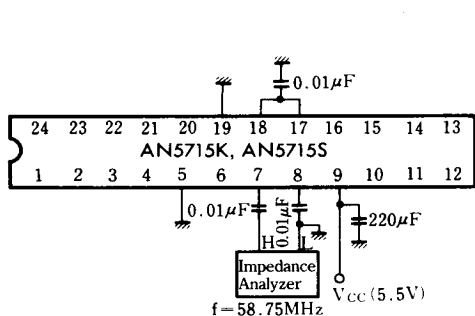 0.01μF
24 23 22 21 20 19 18 17 16 15 14 13
AN5715K, AN5715S
1 2 3 4 5 6 7 8 9 10 11 12
0.01μF
0.01μF
220μF
H L
Impedance
Analyzer
VCC (5.5V)
f=58.75MHz